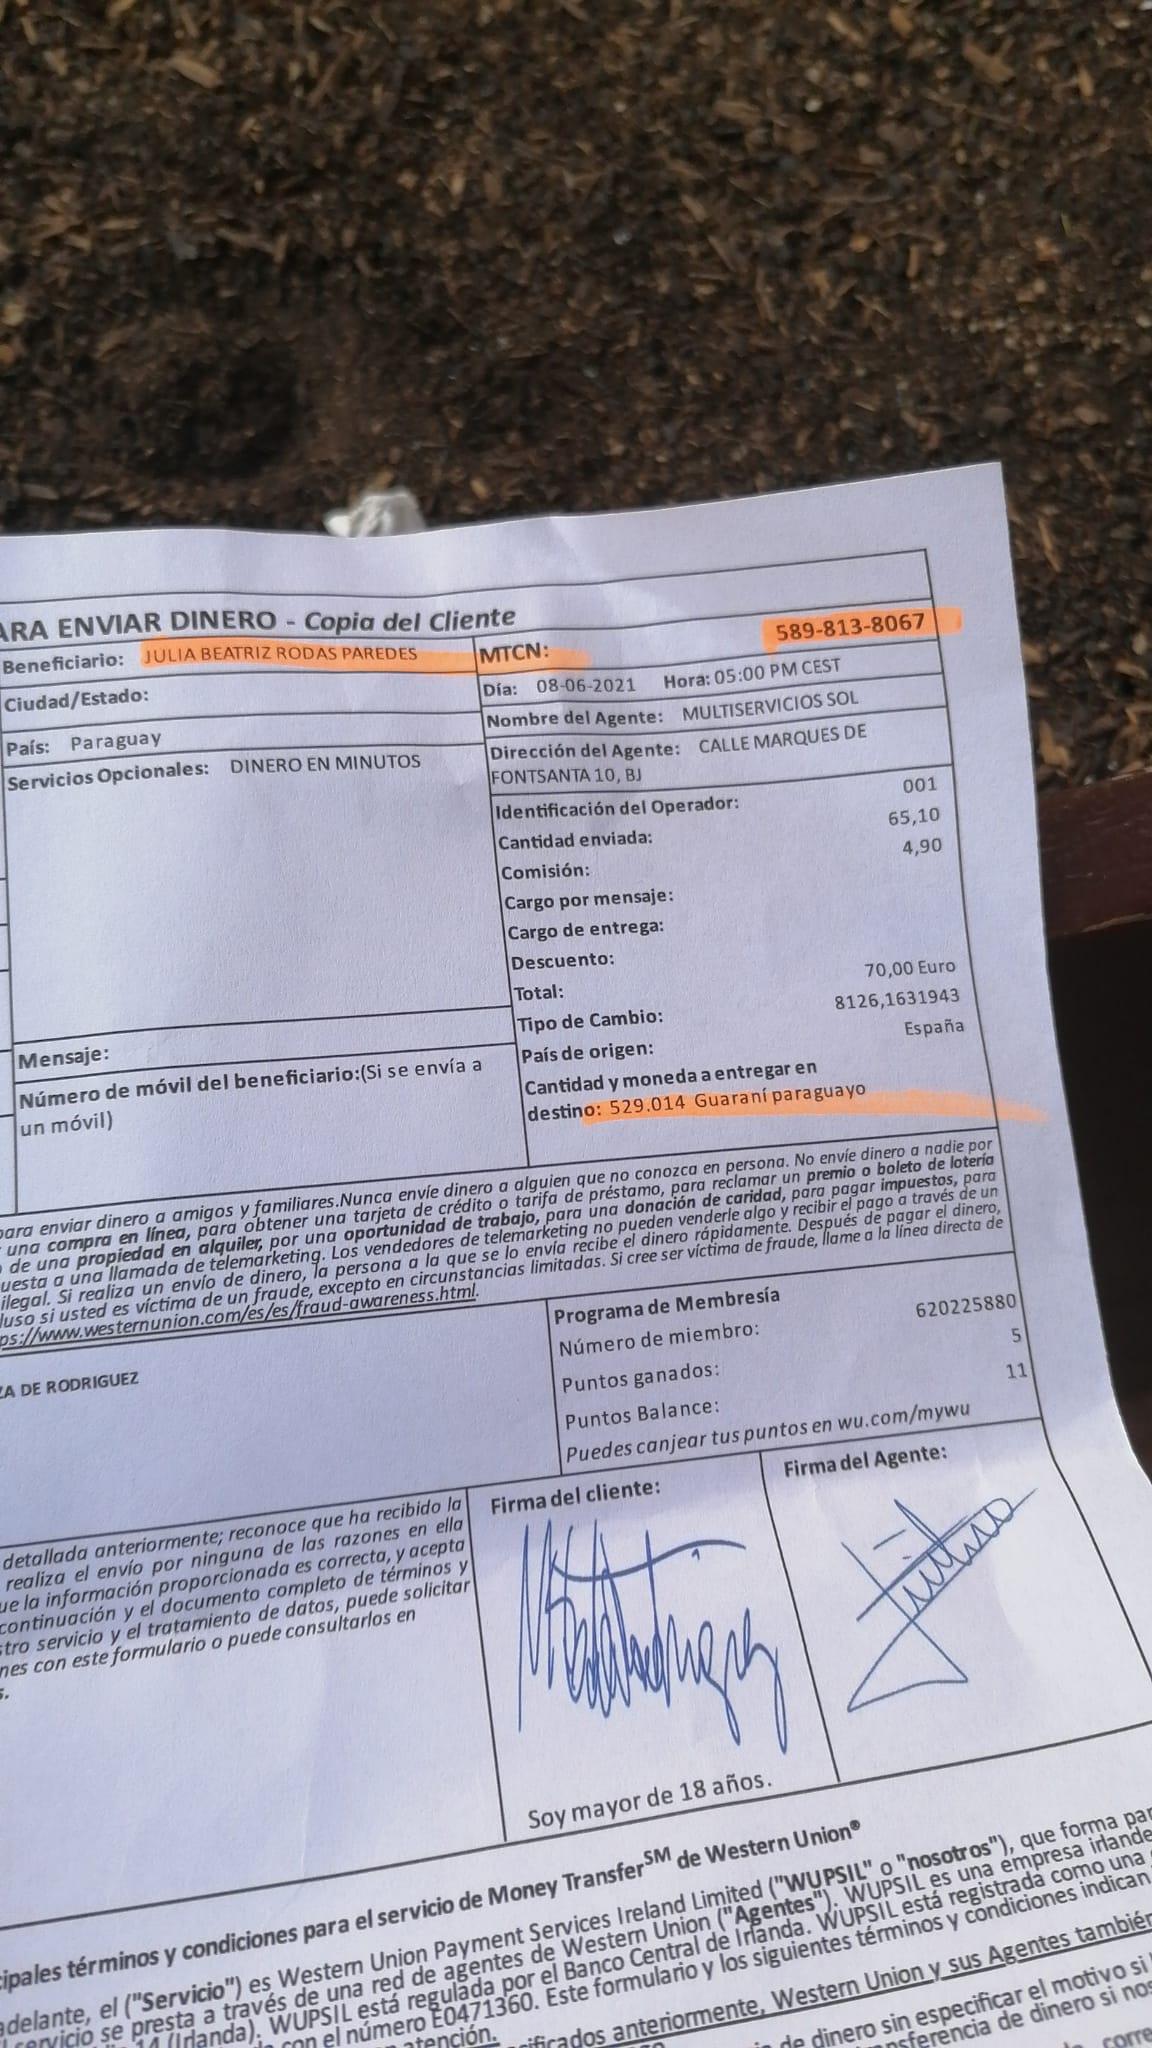 ARA ENVIAR DINERO - Copia del Cliente
Beneficiario: JULIA BEATRIZ RODAS PAREDES
MTCN: 589-813-8067
Ciudad/Estado:
Día: 08-06-2021 Hora: 05:00 PM CEST
País: Paraguay
Nombre del Agente: MULTISERVICIOS SOL
Servicios Opcionales: DINERO EN MINUTOS
Dirección del Agente: CALLE MARQUES DE
FONTSANTA 10, BJ
Identificación del Operador: 001
Cantidad enviada: 65,10
Comisión: 4,90
Cargo por mensaje:
Cargo de entrega:
Descuento:
Total: 70,00 Euro
Tipo de Cambio: 8126,1631943
País de origen: España
Mensaje:
Número de móvil del beneficiario:(Si se envía a
un móvil)
Cantidad y moneda a entregar en
destino: 529.014 Guaraní paraguayo
para enviar dinero a amigos y familiares.Nunca envíe dinero a alguien que no conozca en persona. No envíe dinero a nadie por
una compra en línea, para obtener una tarjeta de crédito o tarifa de préstamo, para reclamar un premio o boleto de lotería
de una propiedad en alquiler, por una oportunidad de trabajo, para una donación de caridad, para pagar impuestos, para
uesta a una llamada de telemarketing. Los vendedores de telemarketing no pueden venderle algo y recibir el pago a través de un
ilegal. Si realiza un envío de dinero, la persona a la que se lo envía recibe el dinero rápidamente. Después de pagar el dinero,
luso si usted es víctima de un fraude, excepto en circunstancias limitadas. Si cree ser víctima de fraude, llame a la línea directa de
ps://www.westernunion.com/es/es/fraud-awareness.html.
ZA DE RODRIGUEZ
Programa de Membresía
Número de miembro: 620225880
Puntos ganados: 5
Puntos Balance: 11
Puedes canjear tus puntos en wu.com/mywu
detallada anteriormente; reconoce que ha recibido la
realiza el envío por ninguna de las razones en ella
ue la información proporcionada es correcta, y acepta
continuación y el documento completo de términos y
stro servicio y el tratamiento de datos, puede solicitar
nes con este formulario o puede consultarlos en
s.
Firma del cliente:
Firma del Agente:
Soy mayor de 18 años.
cipales términos y condiciones para el servicio de Money TransferSM de Western Union®
adelante, el ("Servicio") es Western Union Payment Services Ireland Limited ("WUPSIL" o "nosotros"), que forma par
servicio se presta a través de una red de agentes de Western Union ("Agentes"). WUPSIL es una empresa irlande
14 (Irlanda). WUPSIL está regulada por el Banco Central de Irlanda. WUPSIL está registrada como una
con el número E0471360. Este formulario y los siguientes términos y condiciones indican
atención.
cificados anteriormente, Western Union y sus Agentes también
de dinero sin especificar el motivo si
nsferencia de dinero si nos